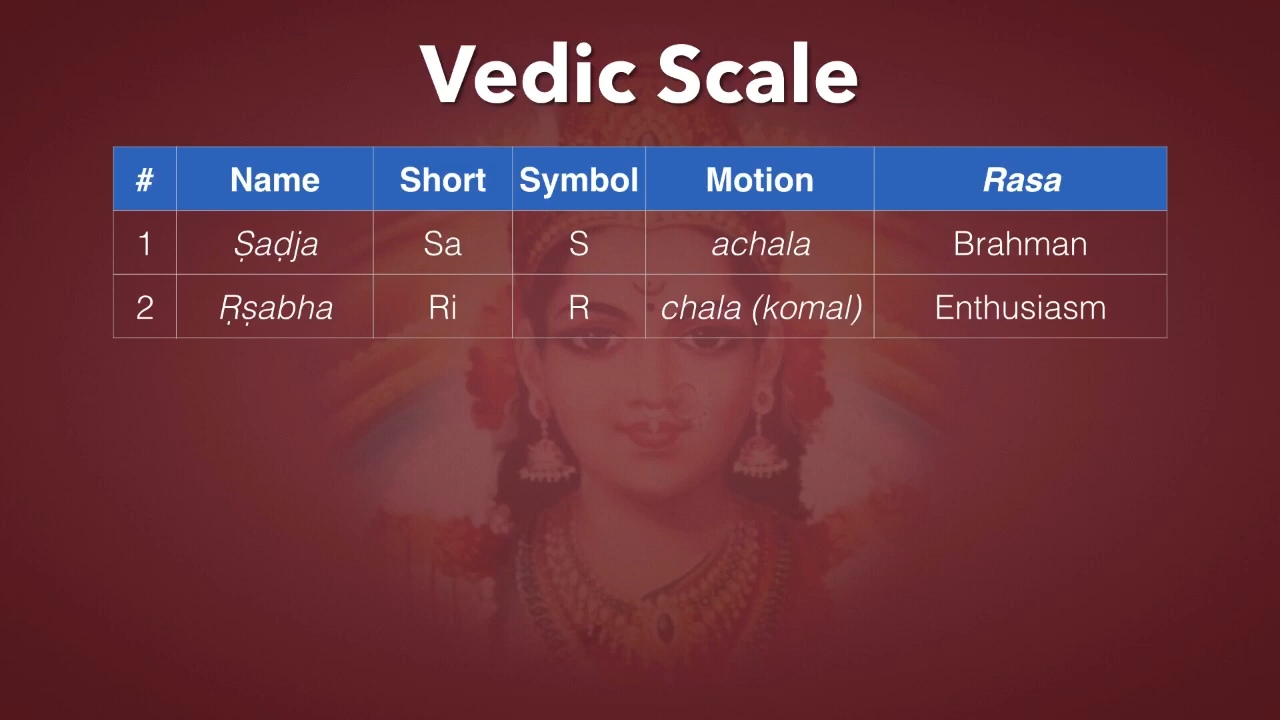 Vedic Scale
# Name Short Symbol Motion Rasa
1 Ṣaḍja Sa S achala Brahman
2 Ṛṣabha Ri R chala (komal) Enthusiasm